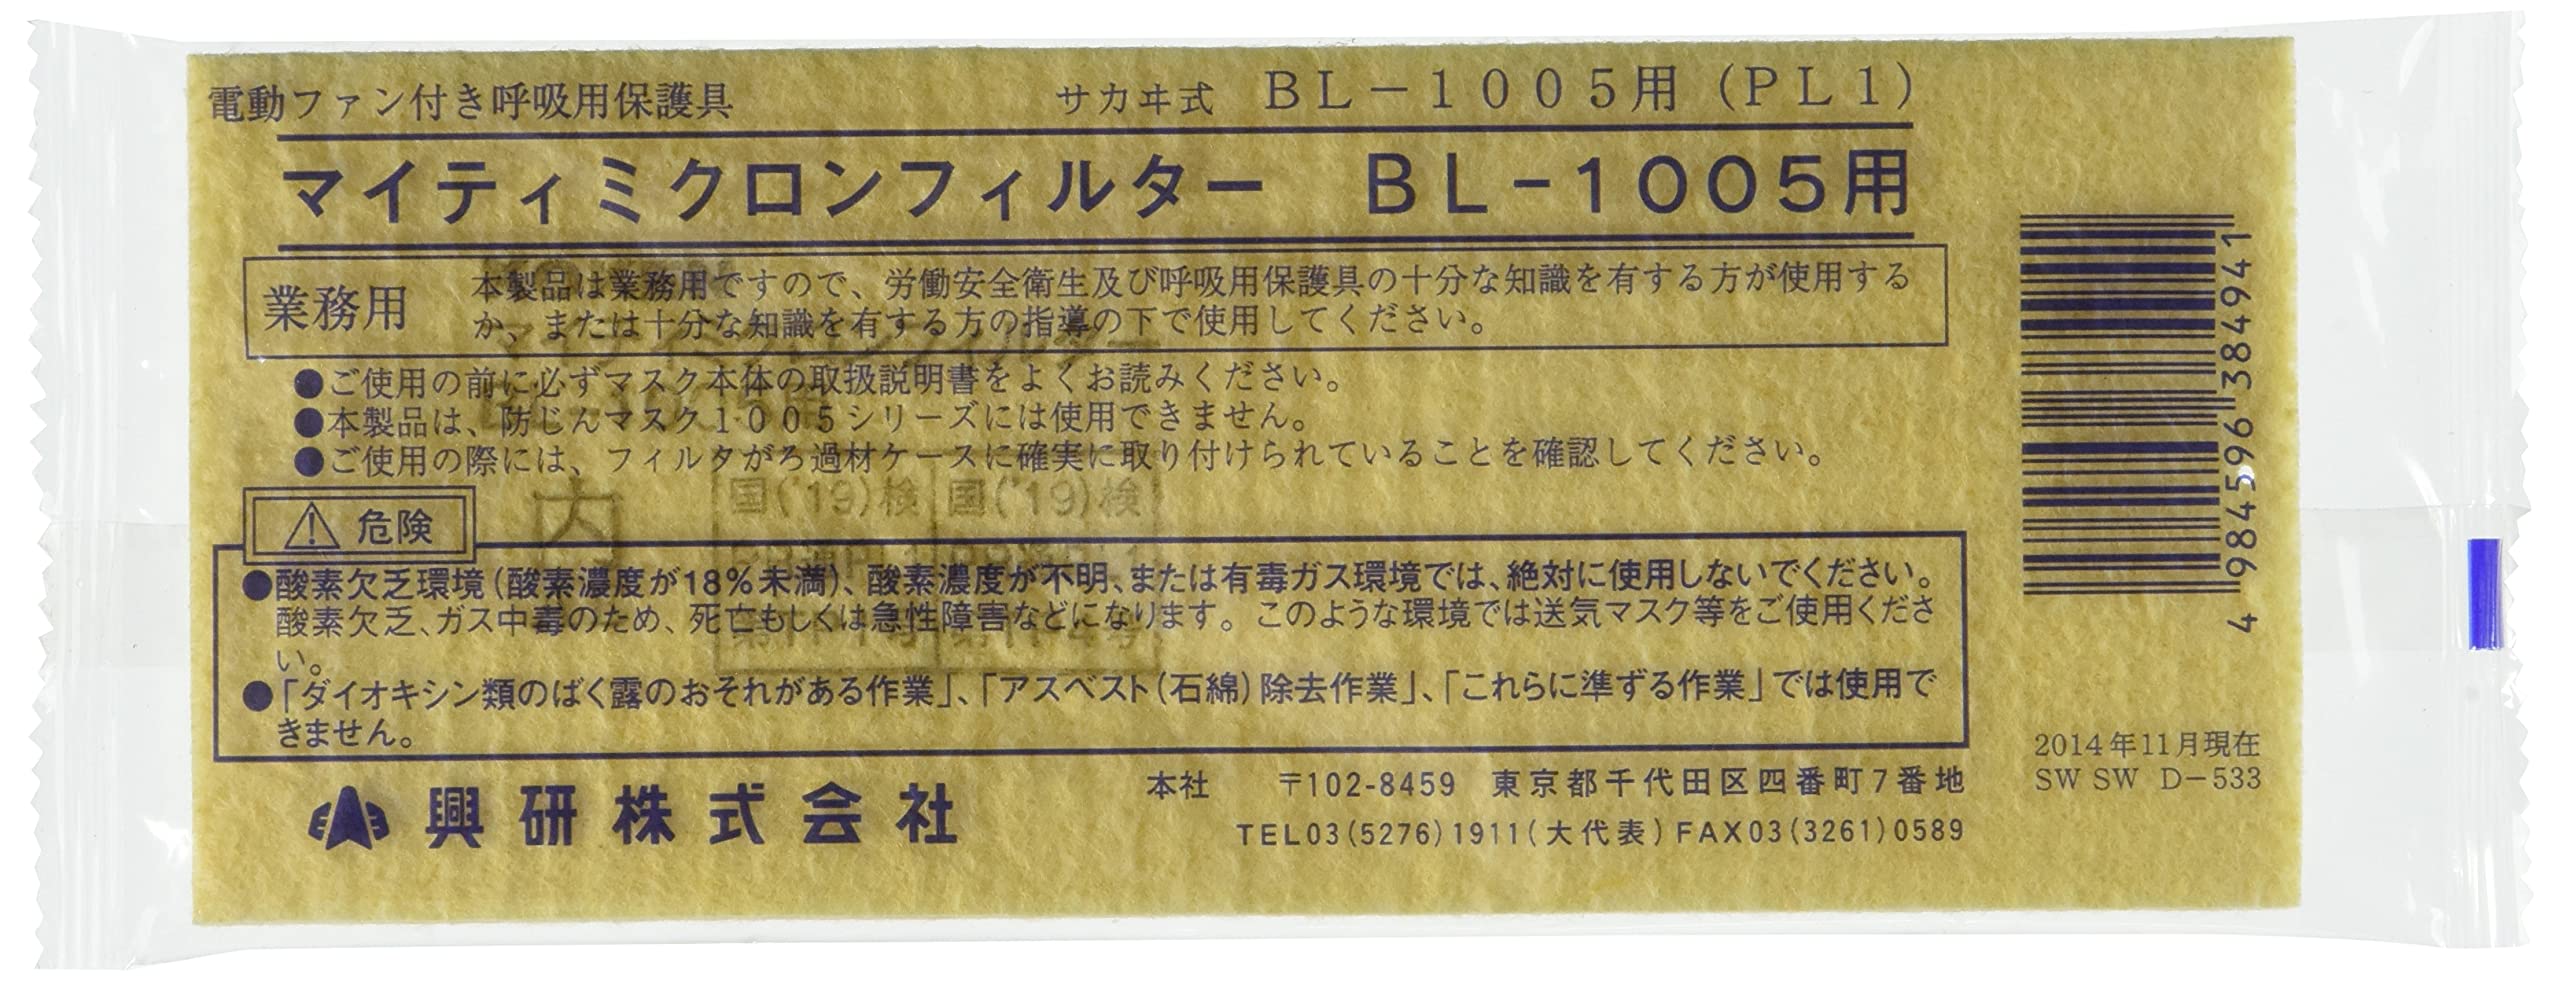 電動ファン付き呼吸用保護具 サカヰ式 BL-1005用(PL1)
マイティミクロンフィルター BL-1005用
業務用
本製品は業務用ですので、労働安全衛生及び呼吸用保護具の十分な知識を有する方が使用する
か、または十分な知識を有する方の指導の下で使用してください。
●ご使用の前に必ずマスク本体の取扱説明書をよくお読みください。
●本製品は、防じんマスク1005シリーズには使用できません。
●ご使用の際には、フィルタがろ過材ケースに確実に取り付けられていることを確認してください。
内
国('19)検 国('19)検
⚠ 危険
●酸素欠乏環境(酸素濃度が18%未満)、酸素濃度が不明、または有毒ガス環境では、絶対に使用しないでください。
酸素欠乏、ガス中毒のため、死亡もしくは急性障害などになります。このような環境では送気マスク等をご使用くださ
い。
●「ダイオキシン類のばく露のおそれがある作業」、「アスベスト(石綿)除去作業」、「これらに準ずる作業」では使用で
きません。
興研株式会社
本社 〒102-8459 東京都千代田区四番町7番地
TEL03(5276)1911(大代表) FAX03(3261)0589
4 984596 384941
2014年11月現在
SW SW D-533